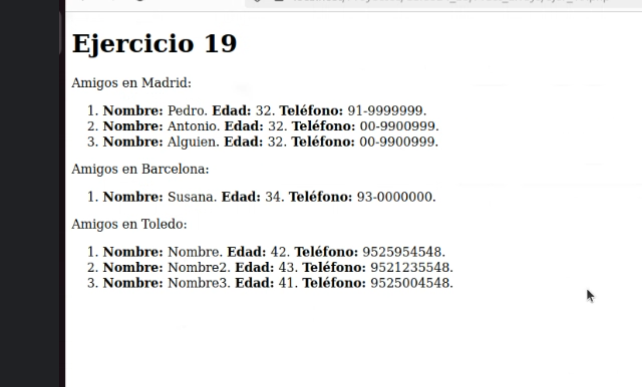 Ejercicio 19
Amigos en Madrid:
1. Nombre: Pedro. Edad: 32. Teléfono: 91-9999999.
2. Nombre: Antonio. Edad: 32. Teléfono: 00-9900999.
3. Nombre: Alguien. Edad: 32. Teléfono: 00-9900999.
Amigos en Barcelona:
1. Nombre: Susana. Edad: 34. Teléfono: 93-0000000.
Amigos en Toledo:
1. Nombre: Nombre. Edad: 42. Teléfono: 9525954548.
2. Nombre: Nombre2. Edad: 43. Teléfono: 9521235548.
3. Nombre: Nombre3. Edad: 41. Teléfono: 9525004548.